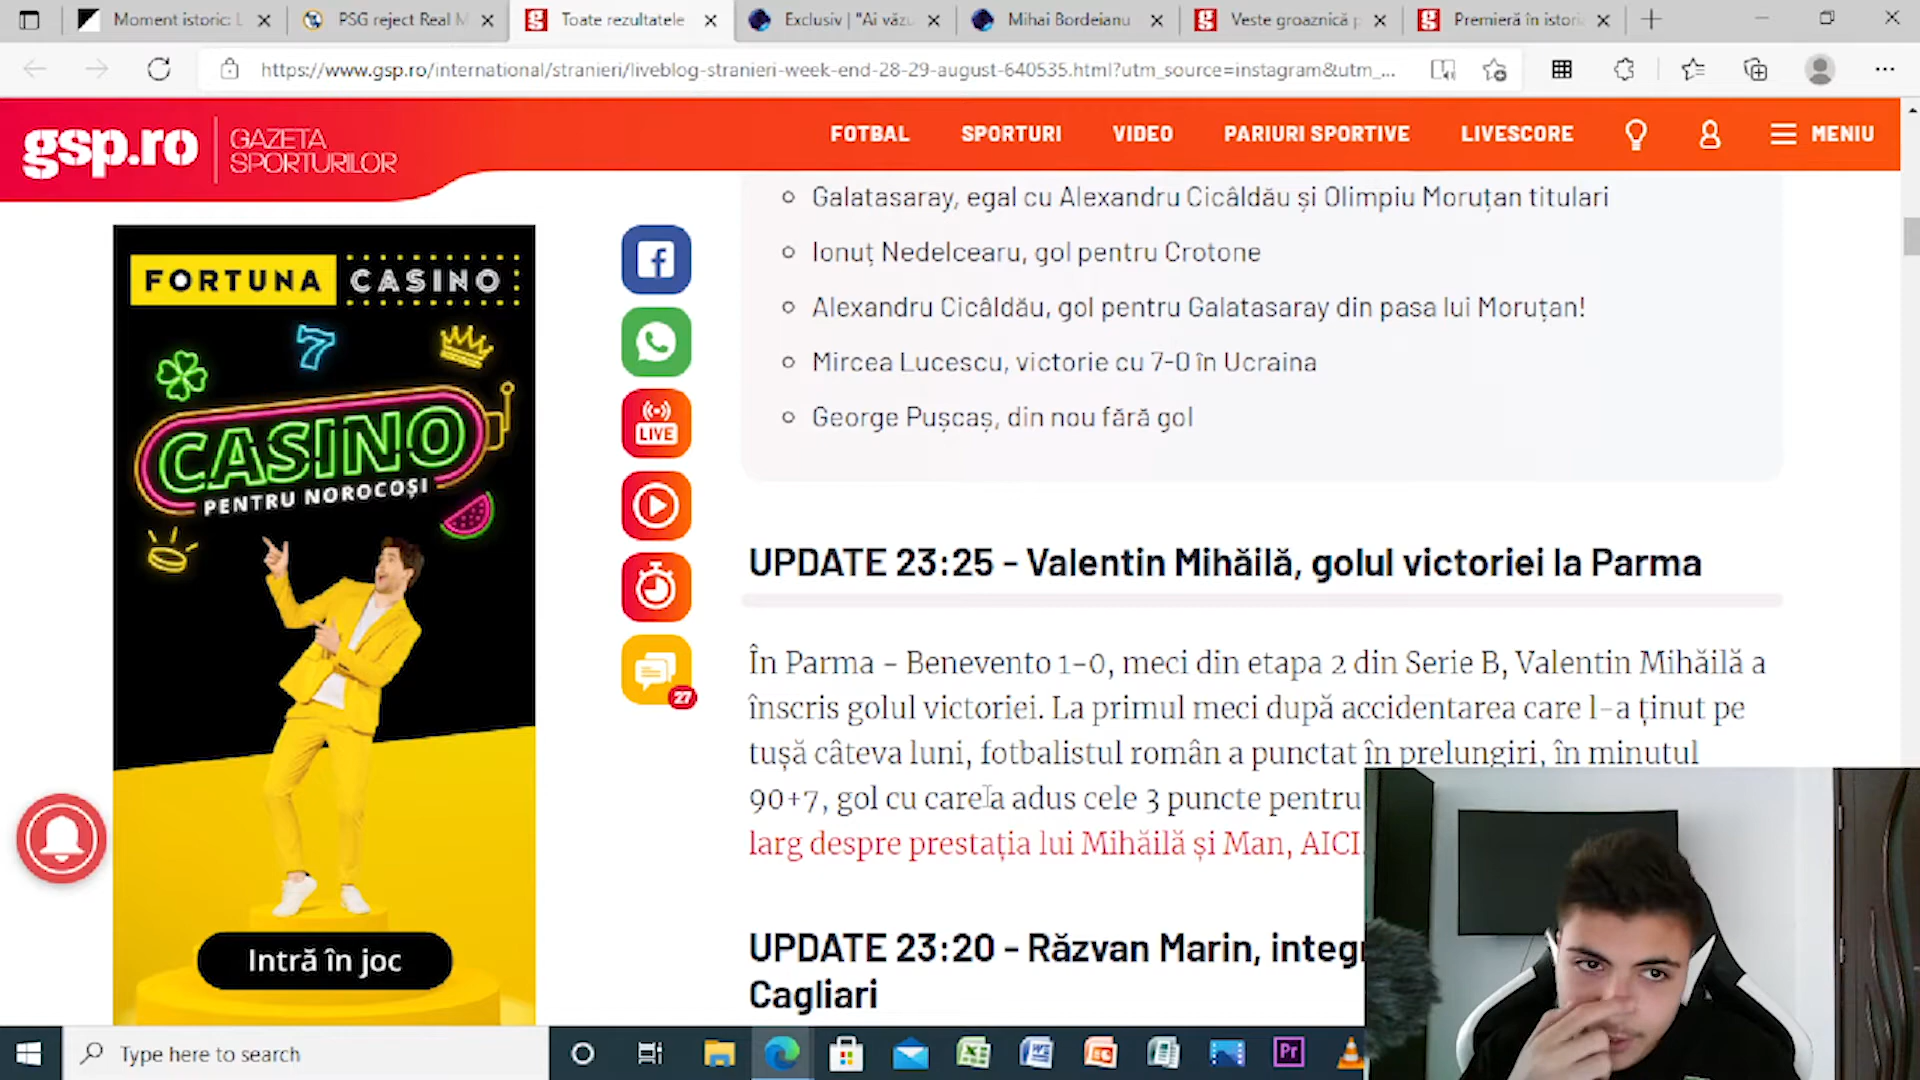 Moment istoric: L
PSG reject Real M
Toate rezultatele
Exclusiv | "Ai văzu
Mihai Bordeianu
Veste groaznică p
Premieră în istori
https://www.gsp.ro/international/stranieri/liveblog-stranieri-week-end-28-29-august-640535.html?utm_source=instagram&utm_...
gsp.ro
GAZETA
SPORTURILOR
FOTBAL
SPORTURI
VIDEO
PARIURI SPORTIVE
LIVESCORE
MENIU
Galatasaray, egal cu Alexandru Cicâldău și Olimpiu Moruțan titulari
Ionuț Nedelcearu, gol pentru Crotone
Alexandru Cicâldău, gol pentru Galatasaray din pasa lui Moruțan!
Mircea Lucescu, victorie cu 7-0 în Ucraina
George Pușcaș, din nou fără gol
FORTUNA CASINO
7
CASINO
PENTRU NOROCOȘI
Intră în joc
LIVE
27
UPDATE 23:25 - Valentin Mihăilă, golul victoriei la Parma
În Parma - Benevento 1-0, meci din etapa 2 din Serie B, Valentin Mihăilă a
înscris golul victoriei. La primul meci după accidentarea care l-a ținut pe
tușă câteva luni, fotbalistul român a punctat în prelungiri, în minutul
90+7, gol cu care a adus cele 3 puncte pentru
larg despre prestația lui Mihăilă și Man, AICI.
UPDATE 23:20 - Răzvan Marin, integr
Cagliari
Type here to search
Pr